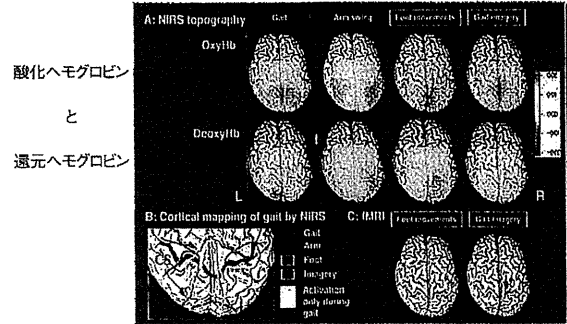 A: NIRS topography
Gait
Arm swing
Foot movements
Gait imagery
OxyHb
酸化ヘモグロビン
と
DeoxyHb
還元ヘモグロビン
L
R
B: Cortical mapping of gait by NIRS
C: fMRI
Gait
Arm
Foot
Imagery
Activation
only during
gait
Foot movements
Gait imagery